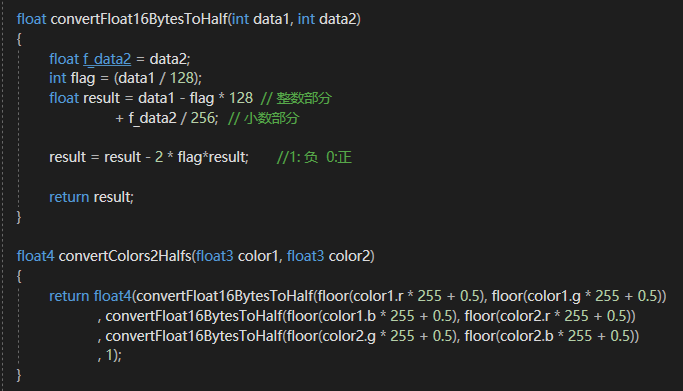 float convertFloat16BytesToHalf(int data1, int data2)
{
float f_data2 = data2;
int flag = (data1 / 128);
float result = data1 - flag * 128 // 整数部分
+ f_data2 / 256; // 小数部分
result = result - 2 * flag*result; //1: 负 0:正
return result;
}
float4 convertColors2Halfs(float3 color1, float3 color2)
{
return float4(convertFloat16BytesToHalf(floor(color1.r * 255 + 0.5), floor(color1.g * 255 + 0.5))
, convertFloat16BytesToHalf(floor(color1.b * 255 + 0.5), floor(color2.r * 255 + 0.5))
, convertFloat16BytesToHalf(floor(color2.g * 255 + 0.5), floor(color2.b * 255 + 0.5))
, 1);
}